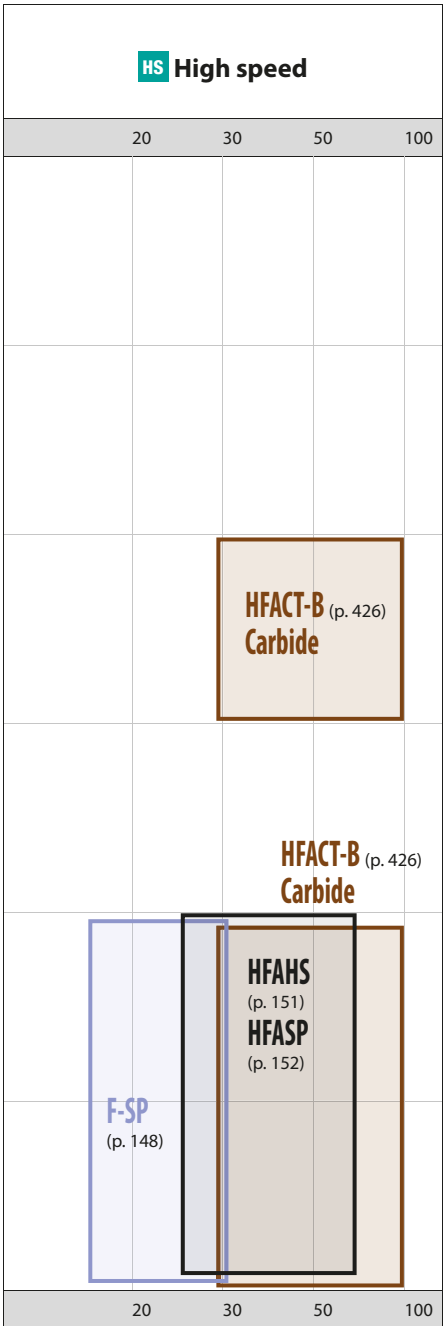 HS High speed
20 30 50 100
HFACT-B (p. 426)
Carbide
HFACT-B (p. 426)
Carbide
HFAHS
(p. 151)
HFASP
(p. 152)
F-SP
(p. 148)
20 30 50 100